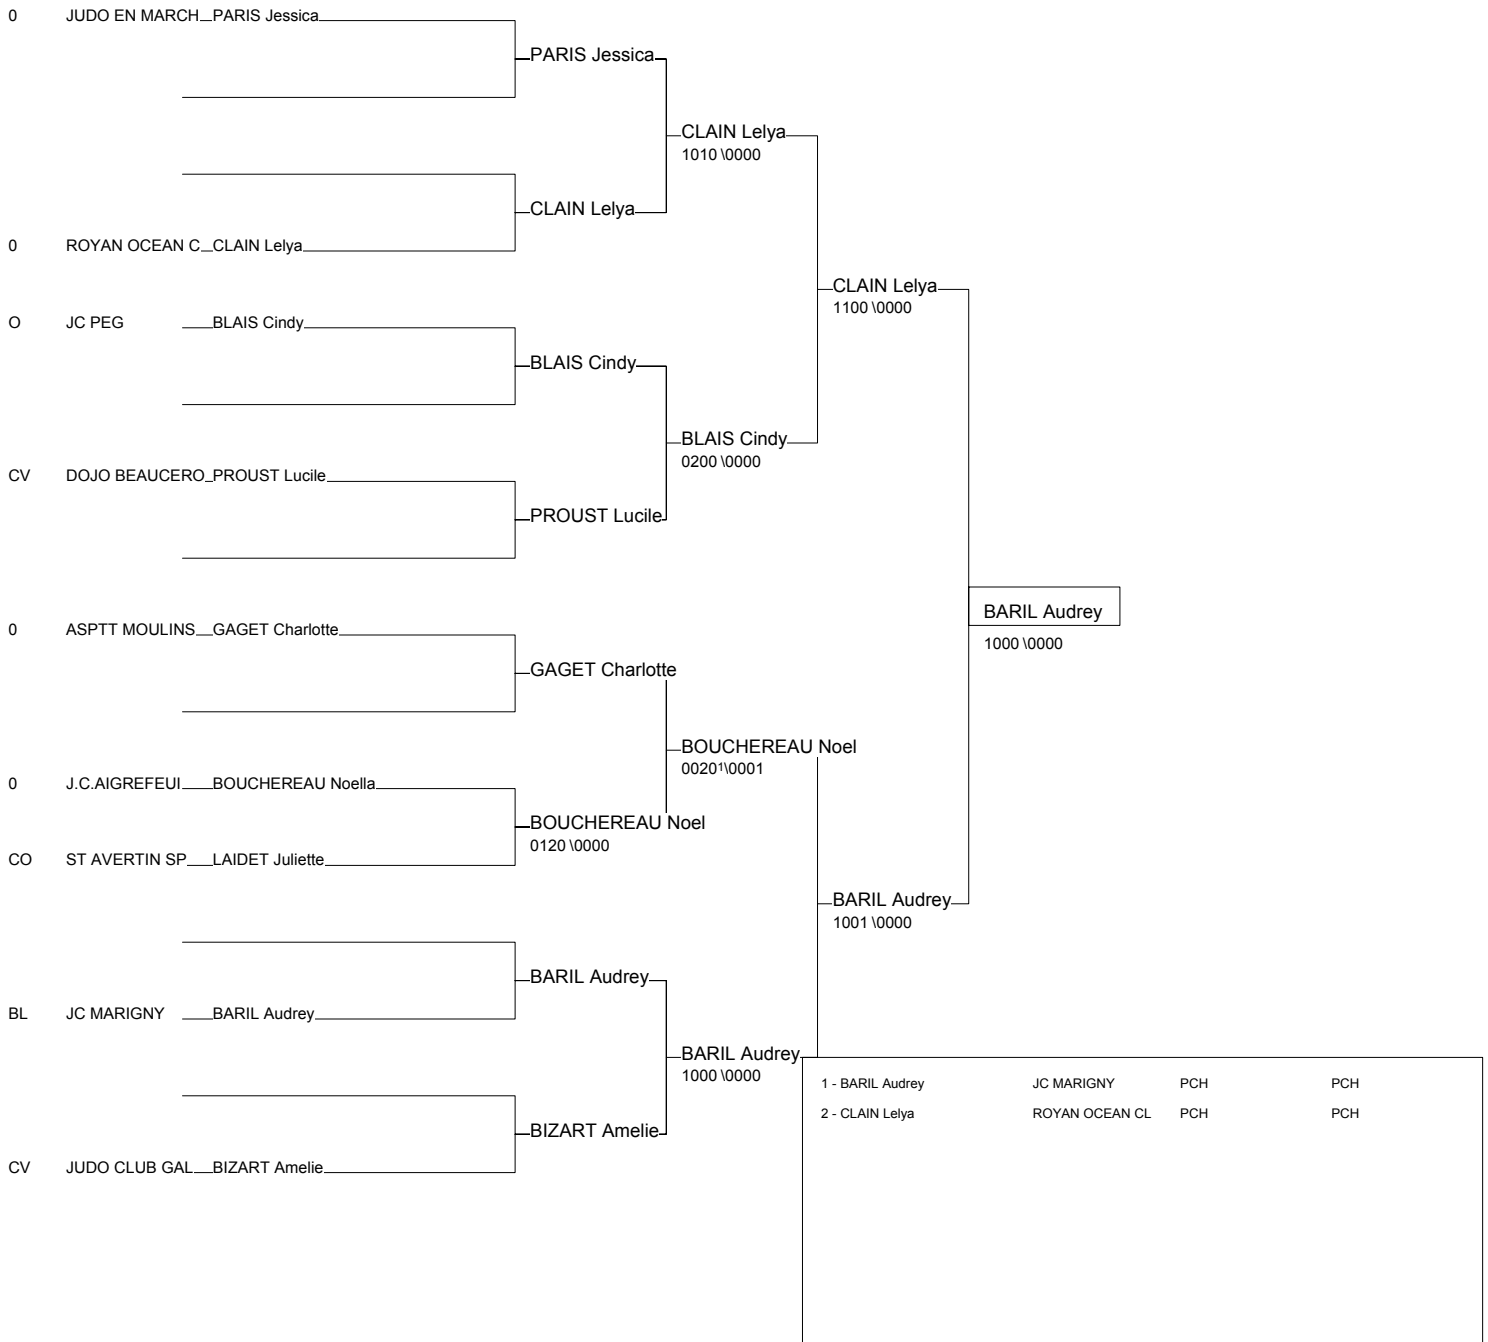 0 JUDO EN MARCH PARIS Jessica
PARIS Jessica
CLAIN Lelya
1010 \0000
CLAIN Lelya
0 ROYAN OCEAN C CLAIN Lelya
CLAIN Lelya
1100 \0000
O JC PEG BLAIS Cindy
BLAIS Cindy
BLAIS Cindy
0200 \0000
CV DOJO BEAUCERO PROUST Lucile
PROUST Lucile
BARIL Audrey
1000 \0000
0 ASPTT MOULINS GAGET Charlotte
GAGET Charlotte
BOUCHEREAU Noel
0020¹\0001
0 J.C.AIGREFEUI BOUCHEREAU Noella
BOUCHEREAU Noel
0120 \0000
CO ST AVERTIN SP LAIDET Juliette
BARIL Audrey
1001 \0000
BARIL Audrey
BL JC MARIGNY BARIL Audrey
BARIL Audrey
1000 \0000
BIZART Amelie
CV JUDO CLUB GAL BIZART Amelie
1 - BARIL Audrey JC MARIGNY PCH PCH
2 - CLAIN Lelya ROYAN OCEAN CL PCH PCH